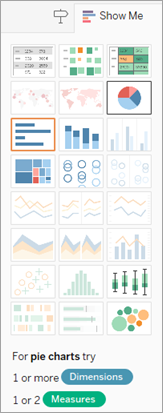 Show Me
For pie charts try
1 or more Dimensions
1 or 2 Measures